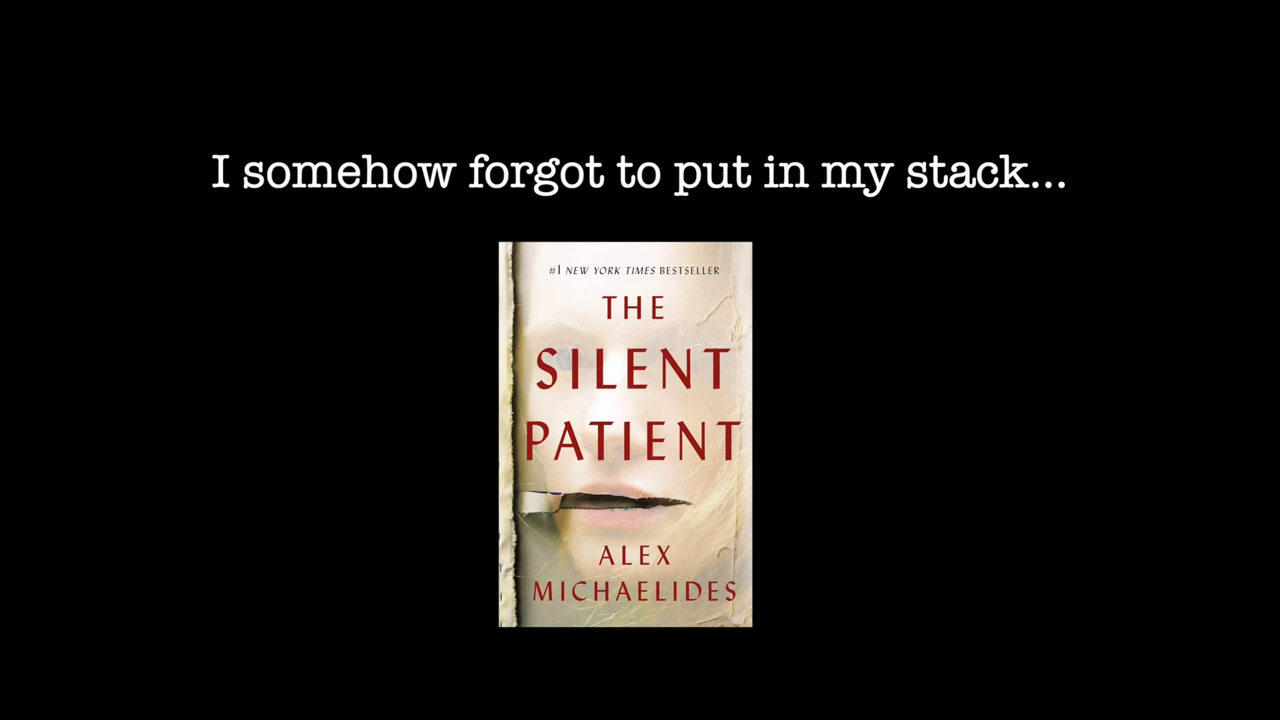 I somehow forgot to put in my stack...
#1 NEW YORK TIMES BESTSELLER
THE
SILENT
PATIENT
ALEX
MICHAELIDES